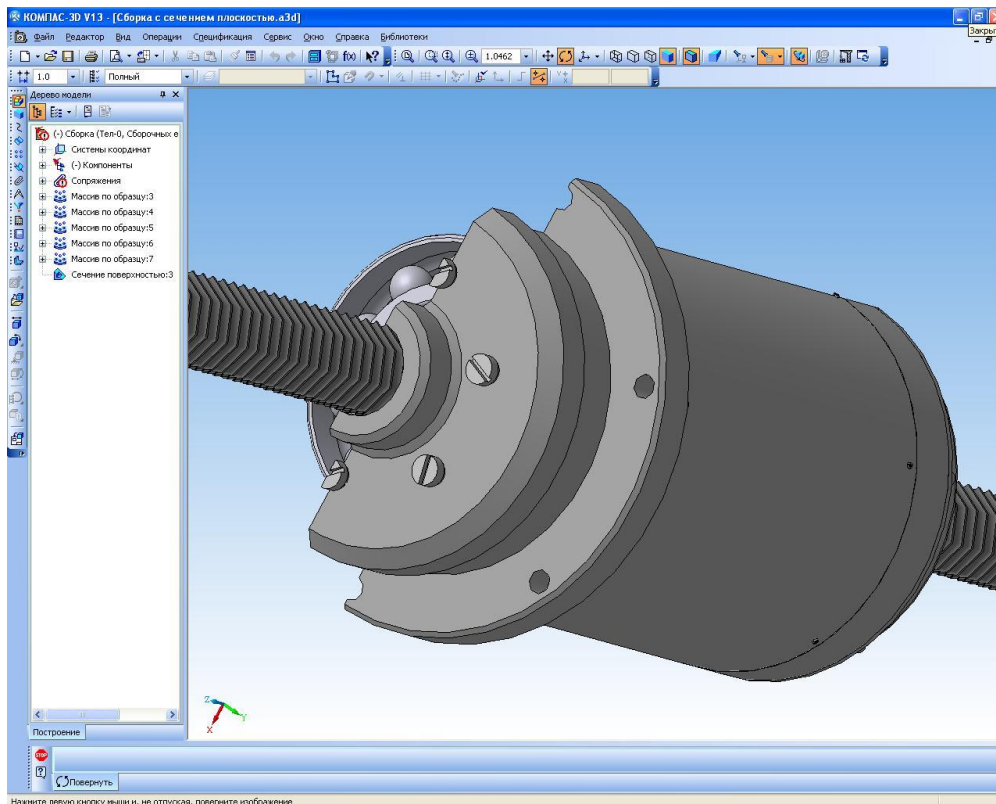 КОМПАС-3D V13 - [Сборка с сечением плоскостью.a3d]
Файл Редактор Вид Операции Спецификация Сервис Окно Справка Библиотеки
Закры
1.0462
1.0 Полный
Дерево модели
(-) Сборка (Тел-0, Сборочных е
Системы координат
(-) Компоненты
Сопряжения
Массив по образцу:3
Массив по образцу:4
Массив по образцу:5
Массив по образцу:6
Массив по образцу:7
Сечение поверхностью:3
Z
Y
X
Построение
STOP
Повернуть
Нажмите левую кнопку мыши и, не отпуская, поверните изображение